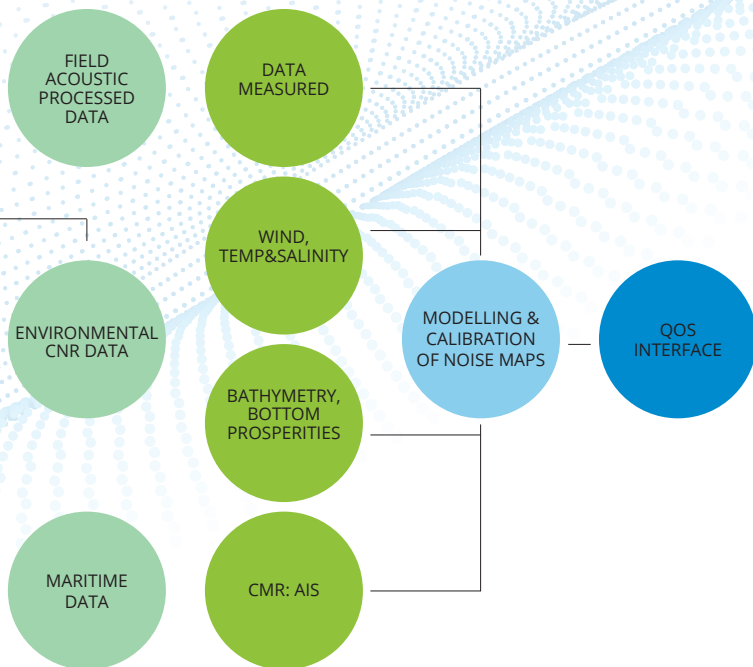 FIELD
ACOUSTIC
PROCESSED
DATA
DATA
MEASURED
WIND,
TEMP&SALINITY
ENVIRONMENTAL
CNR DATA
MODELLING &
CALIBRATION
OF NOISE MAPS
QOS
INTERFACE
BATHYMETRY,
BOTTOM
PROSPERITIES
MARITIME
DATA
CMR: AIS